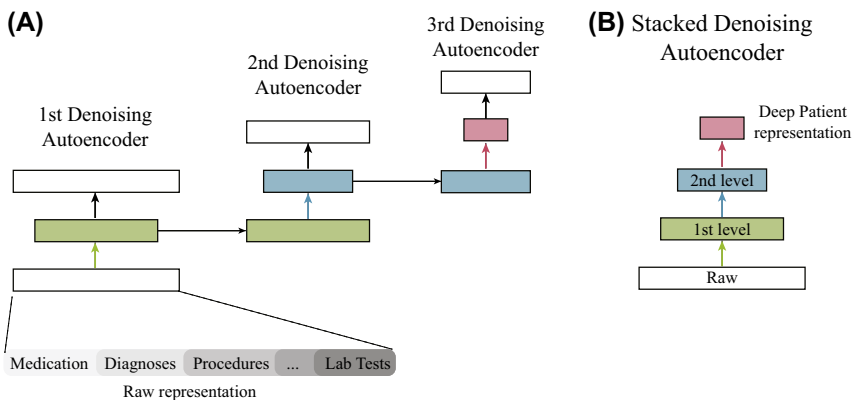 (A)
1st Denoising
Autoencoder
2nd Denoising
Autoencoder
3rd Denoising
Autoencoder
Medication Diagnoses Procedures ... Lab Tests
Raw representation
(B) Stacked Denoising
Autoencoder
Deep Patient
representation
2nd level
1st level
Raw